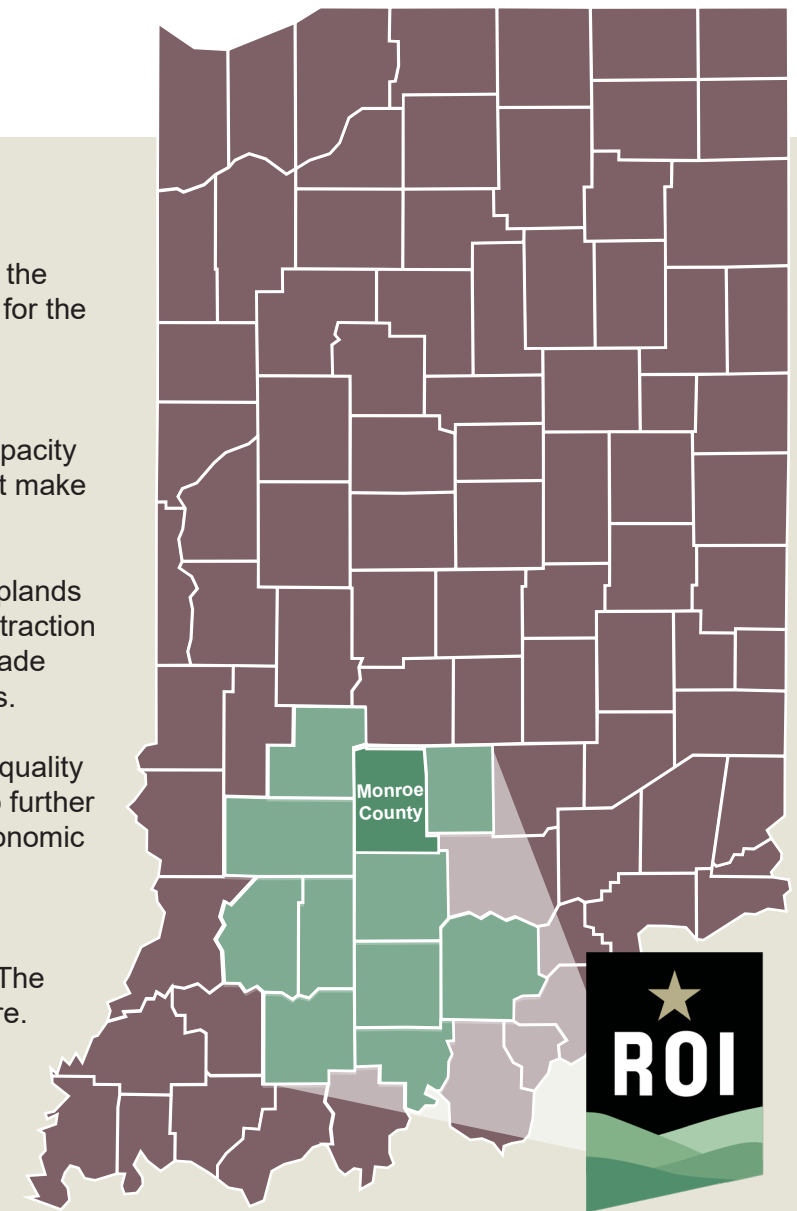 the
for the
pacity
t make
plands
traction
ade
s.
quality
further
onomic
The
re.
Monroe
County
ROI